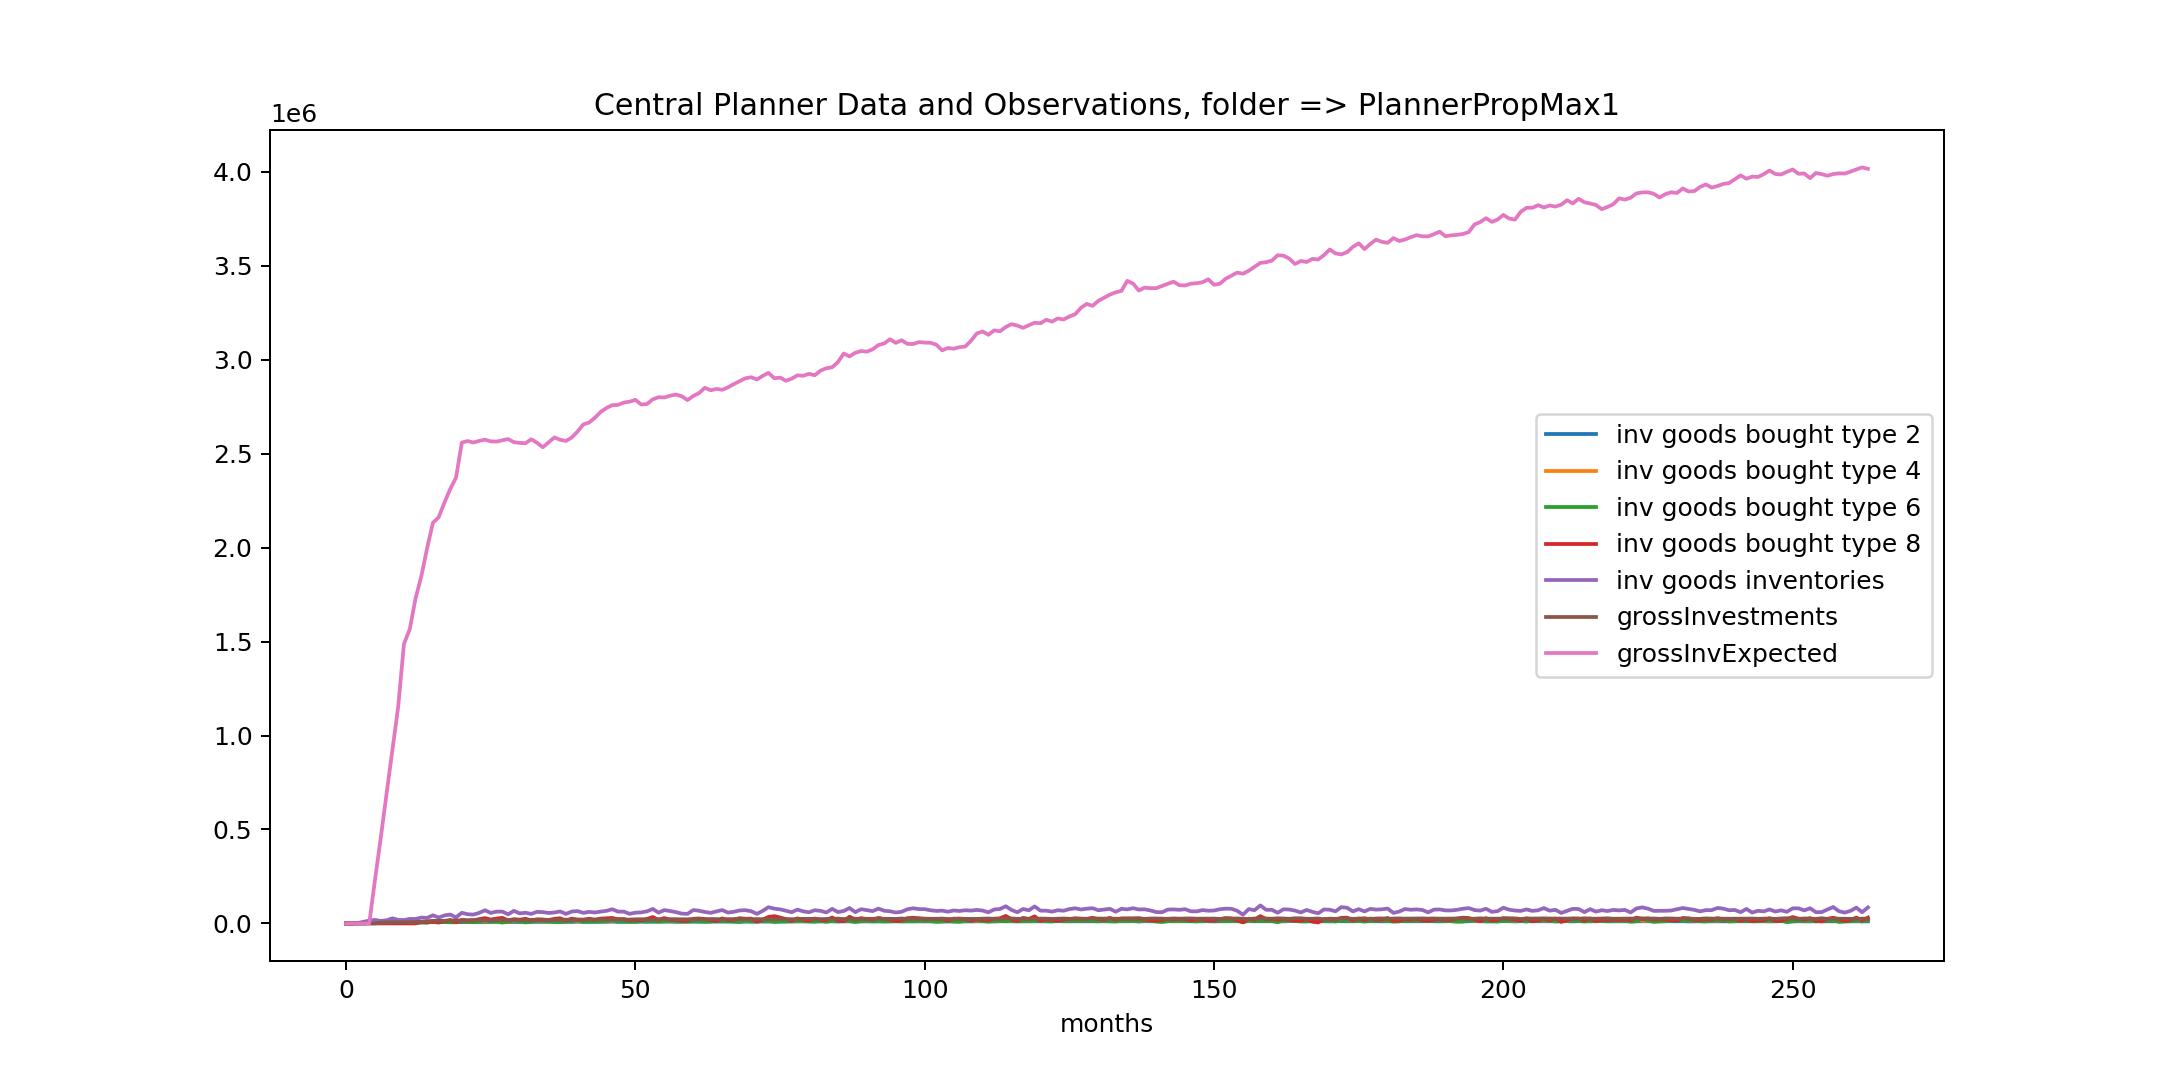 Central Planner Data and Observations, folder => PlannerPropMax1
1e6
4.0
3.5
3.0
2.5
2.0
1.5
1.0
0.5
0.0
inv goods bought type 2
inv goods bought type 4
inv goods bought type 6
inv goods bought type 8
inv goods inventories
grossInvestments
grossInvExpected
0 50 100 150 200 250
months